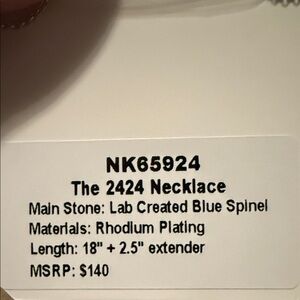 NK65924
The 2424 Necklace
Main Stone: Lab Created Blue Spinel
Materials: Rhodium Plating
Length: 18" + 2.5" extender
MSRP: $140